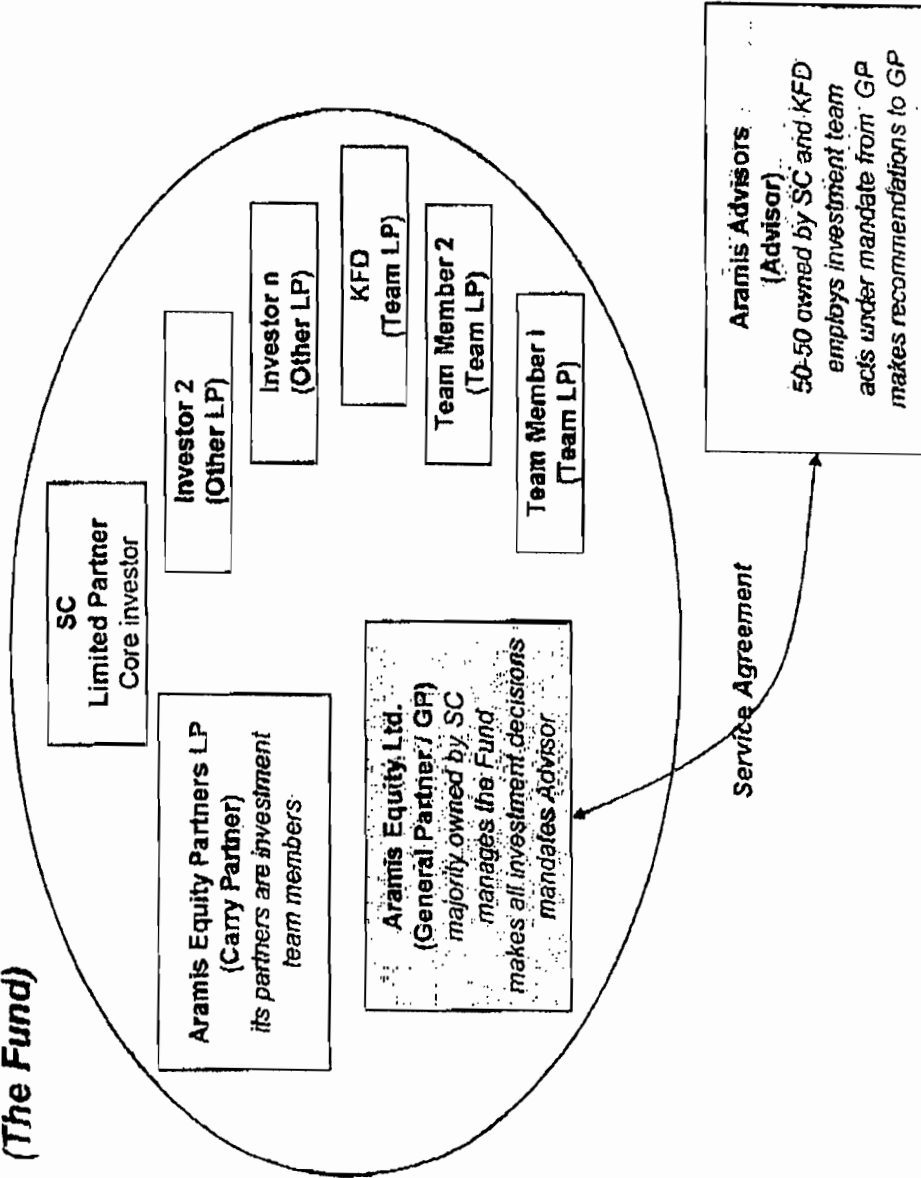 (The Fund)
SC
Limited Partner
Core investor
Investor 2
(Other LP)
Investor n
(Other LP)
KFD
(Team LP)
Team Member 2
(Team LP)
Team Member 1
(Team LP)
Aramis Equity Partners LP
(Carry Partner)
its partners are investment
team members
Aramis Equity Ltd.
(General Partner / GP)
majority owned by SC
manages the Fund
makes all investment decisions
mandates Advisor
Service Agreement
Aramis Advisors
(Advisor)
50-50 owned by SC and KFD
employs investment team
acts under mandate from GP
makes recommendations to GP